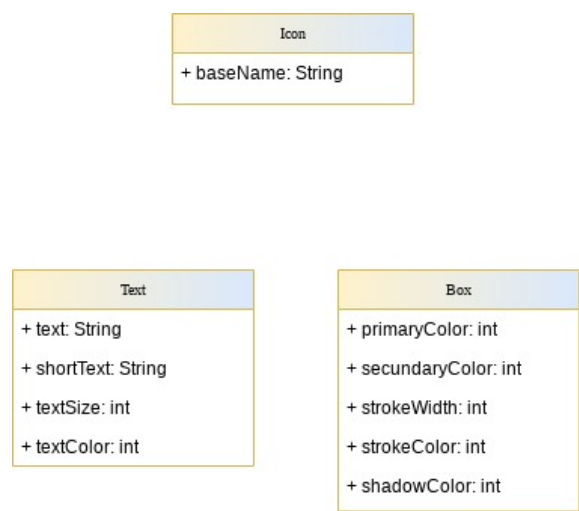 Icon
+ baseName: String
Text
+ text: String
+ shortText: String
+ textSize: int
+ textColor: int
Box
+ primaryColor: int
+ secundaryColor: int
+ strokeWidth: int
+ strokeColor: int
+ shadowColor: int